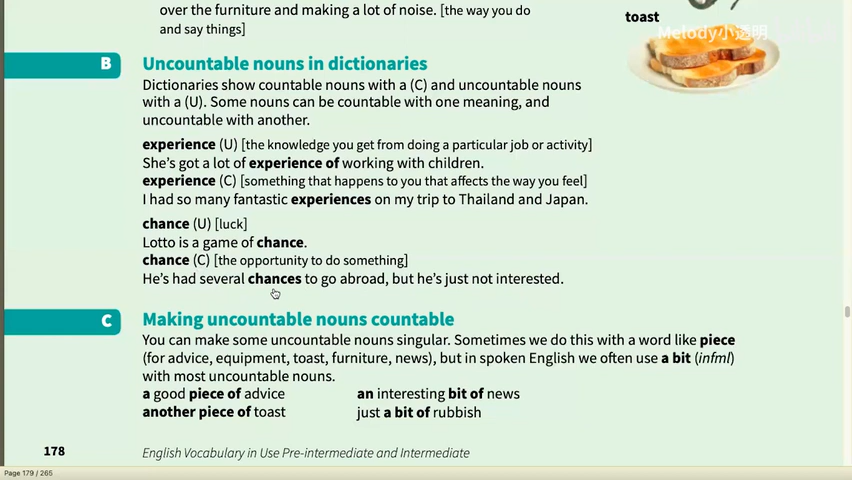 over the furniture and making a lot of noise. [the way you do
and say things]
toast
Melody小透明
B
Uncountable nouns in dictionaries
Dictionaries show countable nouns with a (C) and uncountable nouns
with a (U). Some nouns can be countable with one meaning, and
uncountable with another.
experience (U) [the knowledge you get from doing a particular job or activity]
She's got a lot of experience of working with children.
experience (C) [something that happens to you that affects the way you feel]
I had so many fantastic experiences on my trip to Thailand and Japan.
chance (U) [luck]
Lotto is a game of chance.
chance (C) [the opportunity to do something]
He's had several chances to go abroad, but he's just not interested.
C
Making uncountable nouns countable
You can make some uncountable nouns singular. Sometimes we do this with a word like piece
(for advice, equipment, toast, furniture, news), but in spoken English we often use a bit (infml)
with most uncountable nouns.
a good piece of advice an interesting bit of news
another piece of toast just a bit of rubbish
178 English Vocabulary in Use Pre-intermediate and Intermediate
Page 179 / 265